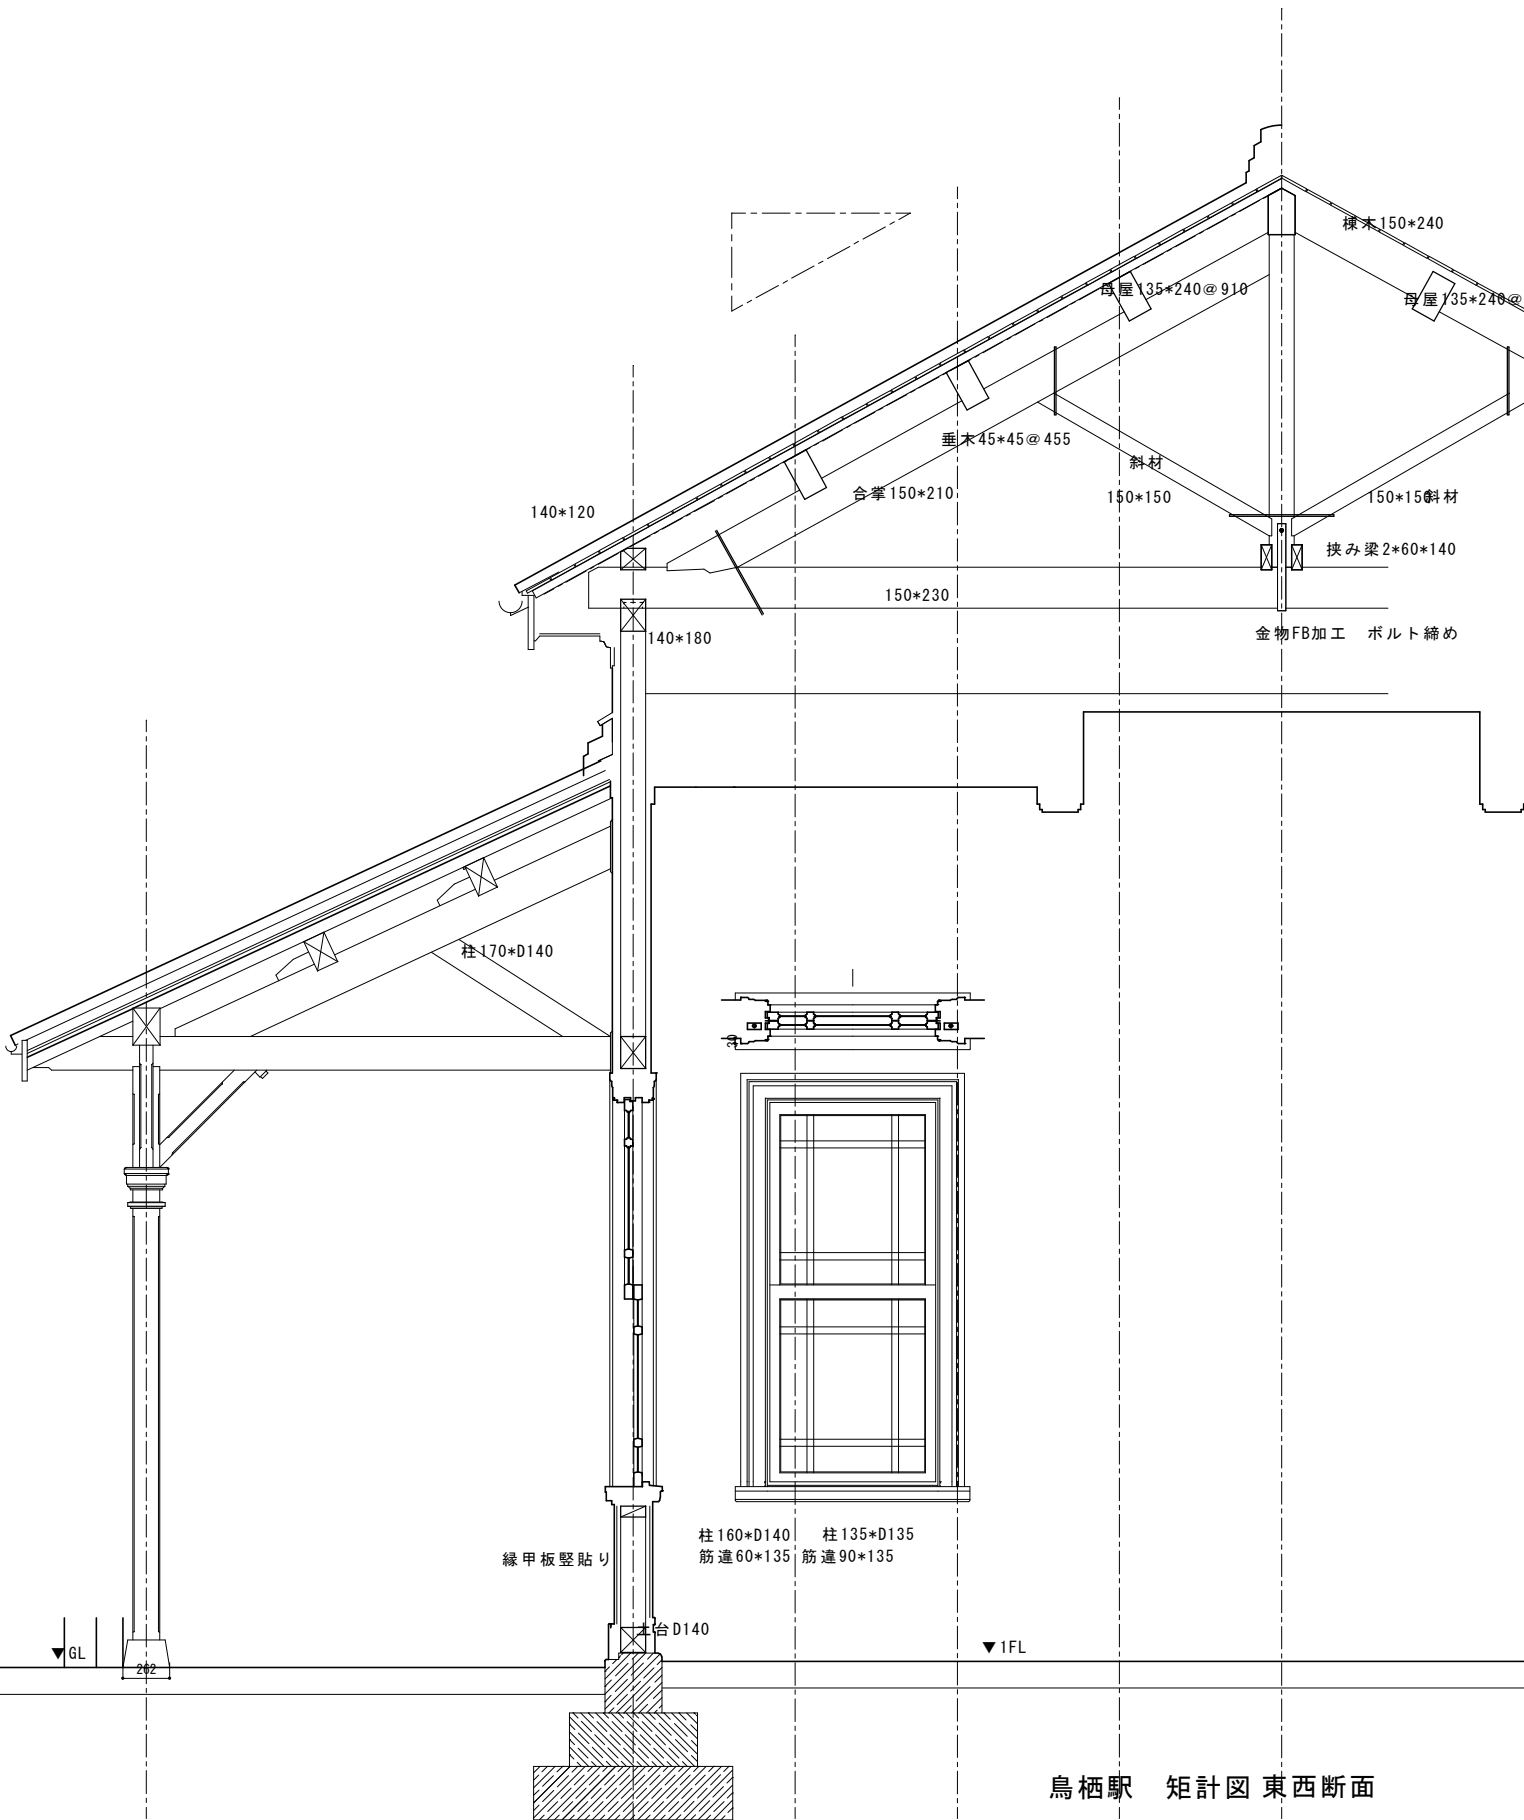 棟木150*240
母屋135*240@910
母屋135*240@
垂木45*45@455
斜材
合掌150*210
150*150
150*150
斜材
140*120
挟み梁2*60*140
150*230
金物FB加工 ボルト締め
140*180
柱170*D140
30
柱160*D140 柱135*D135
筋違60*135 筋違90*135
縁甲板竪貼り
土台D140
▼GL
▼1FL
262
鳥栖駅 矩計図 東西断面